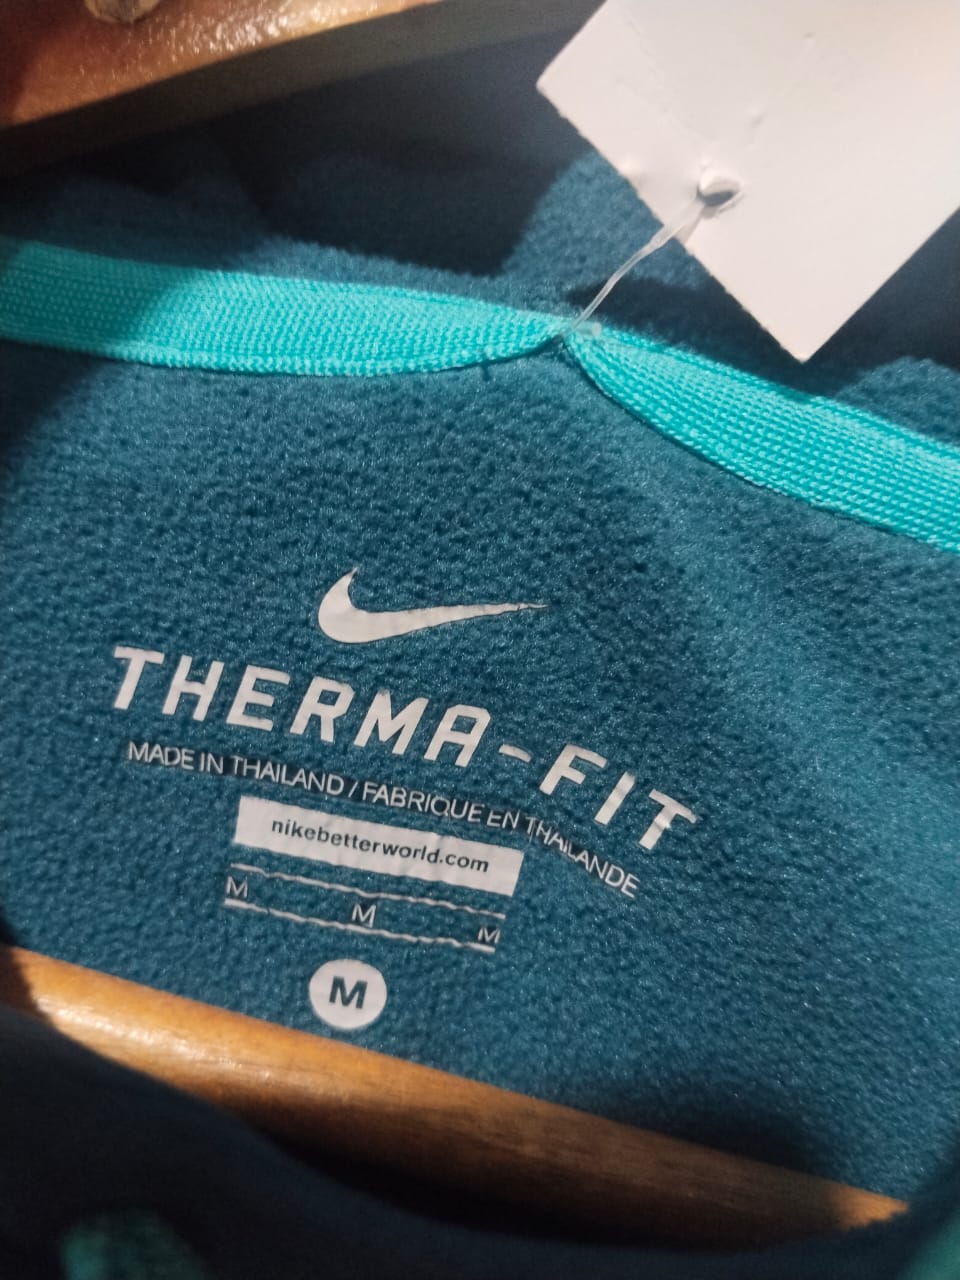 THERMA-FIT
MADE IN THAILAND / FABRIQUE EN THAILANDE
nikebetterworld.com
M M M
M